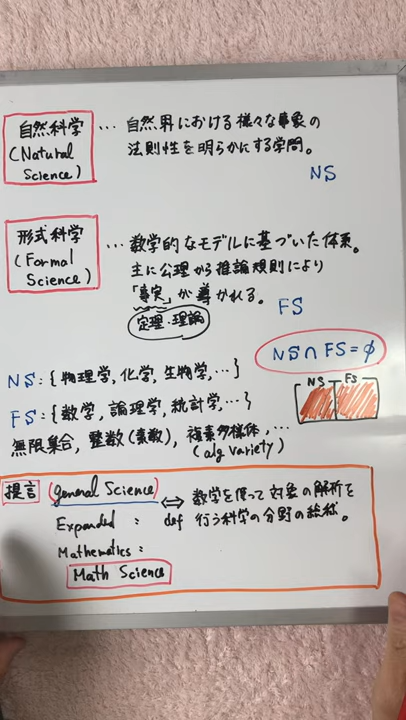 自然科学
(Natural
Science)
… 自然界における様々な事象の
法則性を明らかにする学問。
NS
形式科学
(Formal
Science)
… 数学的なモデルに基づいた体系。
主に公理から推論規則により
「事実」が導かれる。
定理・理論
FS
NS∩FS=φ
NS FS
NS:{物理学, 化学, 生物学, …}
FS:{数学, 論理学, 統計学, …}
無限集合, 整数(素数), 複素多様体, …
(alg variety)
提言 (general Science) ⇔ 数学を使って対象の解析を
Expanded : def 行う科学の分野の総称。
Mathematics :
Math Science